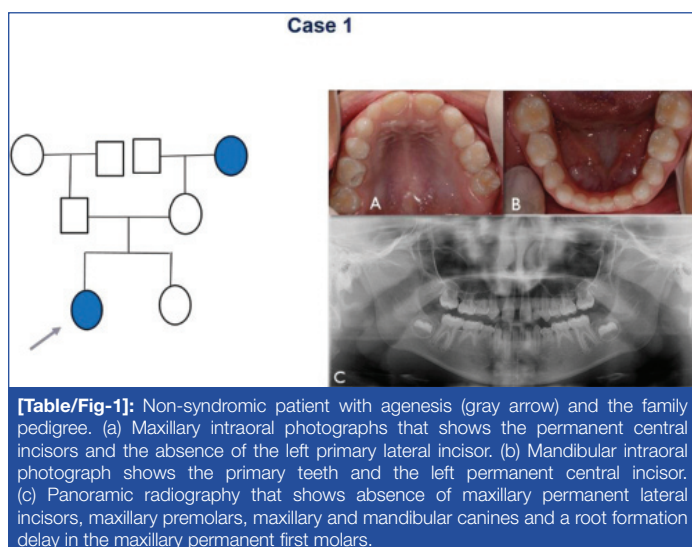 Case 1
A
B
C
[Table/Fig-1]: Non-syndromic patient with agenesis (gray arrow) and the family
pedigree. (a) Maxillary intraoral photographs that shows the permanent central
incisors and the absence of the left primary lateral incisor. (b) Mandibular intraoral
photograph shows the primary teeth and the left permanent central incisor.
(c) Panoramic radiography that shows absence of maxillary permanent lateral
incisors, maxillary premolars, maxillary and mandibular canines and a root formation
delay in the maxillary permanent first molars.